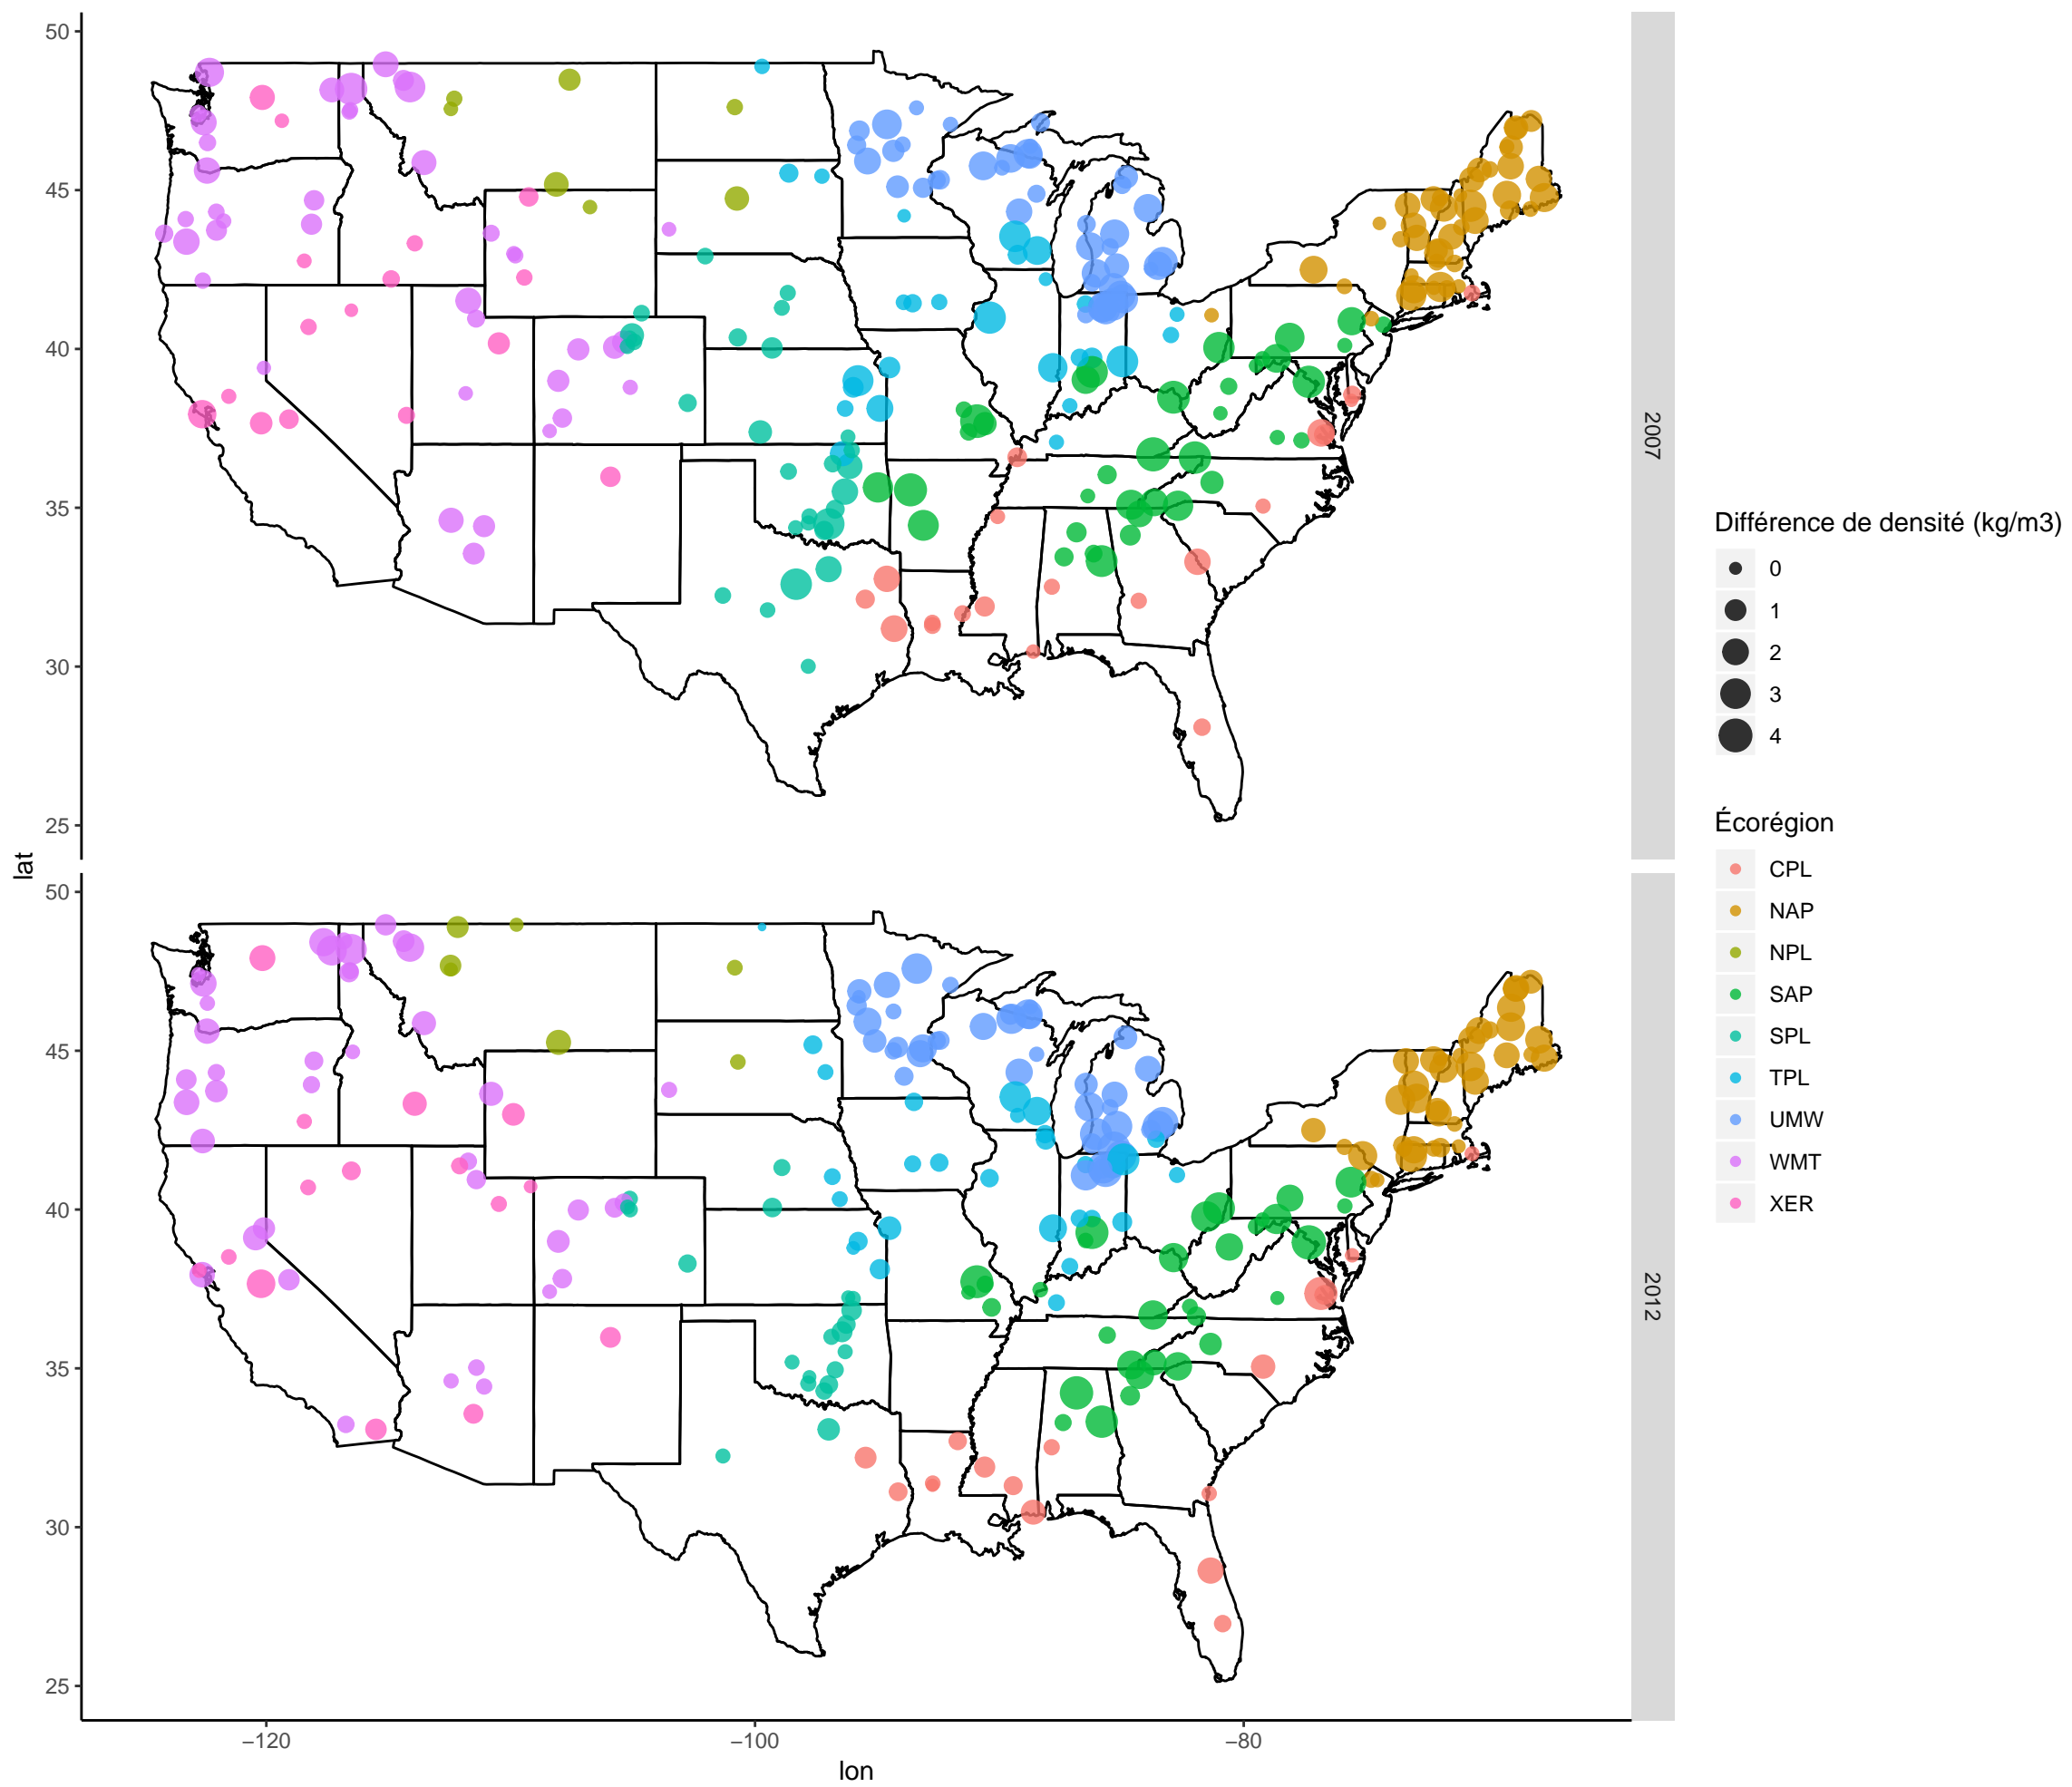 50
45
40
35
30
25
2007
lat
50
45
40
35
30
25
2012
−120
−100
−80
lon
Différence de densité (kg/m3)
0
1
2
3
4
Écorégion
CPL
NAP
NPL
SAP
SPL
TPL
UMW
WMT
XER